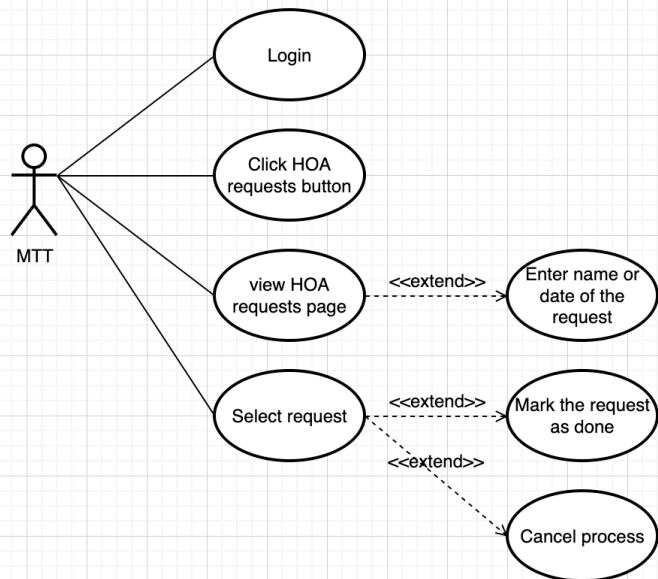 Login
Click HOA
requests button
MTT
view HOA
requests page
<<extend>>
Enter name or
date of the
request
Select request
<<extend>>
Mark the request
as done
<<extend>>
Cancel process